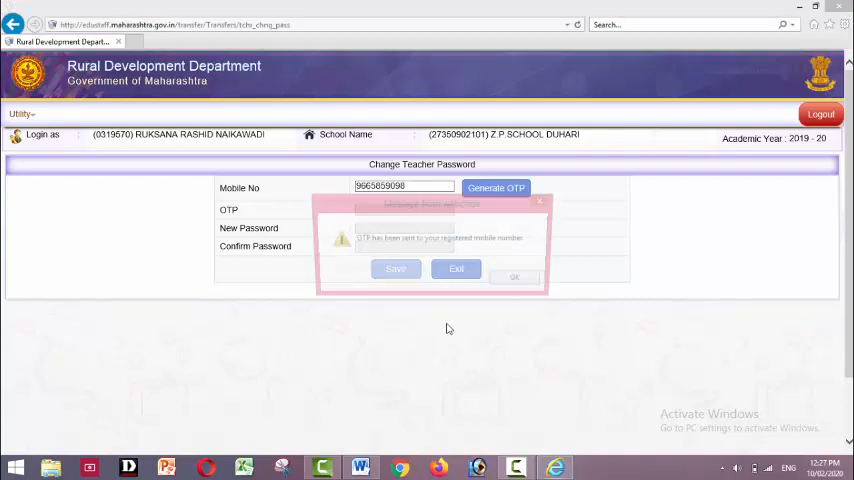 http://edustaff.maharashtra.gov.in/transfer/Transfers/tchr_chng_pass
Search...
Rural Development Depart...
Rural Development Department
Government of Maharashtra
Utility
Logout
Login as : (0319570) RUKSANA RASHID NAIKAWADI School Name : (27350902101) Z.P.SCHOOL DUHARI
Academic Year : 2019 - 20
Change Teacher Password
Mobile No 9665859098 Generate OTP
OTP
New Password
OTP has been sent to your registered mobile number
Confirm Password
Save Exit OK
Activate Windows
Go to PC settings to activate Windows.
ENG 12:27 PM
10/02/2020